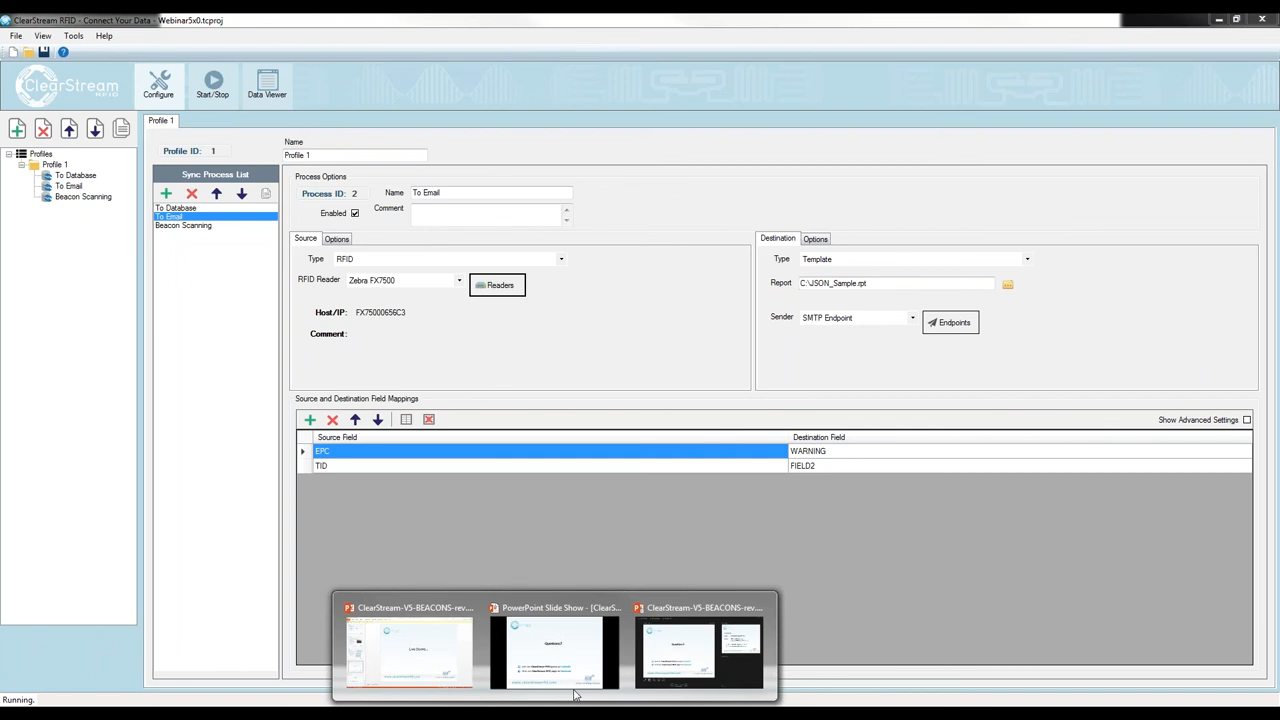 ClearStream RFID - Connect Your Data - Webinar5x0.tcproj
File View Tools Help
ClearStream
RFID
Configure
Start/Stop
Data Viewer
Profile 1
Profile ID: 1
Name
Profile 1
Profiles
Profile 1
To Database
To Email
Beacon Scanning
Sync Process List
To Database
To Email
Beacon Scanning
Process Options
Process ID: 2
Name To Email
Enabled
Comment
Source Options
Type RFID
RFID Reader Zebra FX7500
Readers
Host/IP: FX75000656C3
Comment:
Destination Options
Type Template
Report C:\JSON_Sample.rpt
Sender SMTP Endpoint
Endpoints
Source and Destination Field Mappings
Show Advanced Settings
Source Field Destination Field
EPC WARNING
TID FIELD2
ClearStream-V5-BEACONS-rev....
PowerPoint Slide Show - [ClearS...
ClearStream-V5-BEACONS-rev....
Questions?
Running.